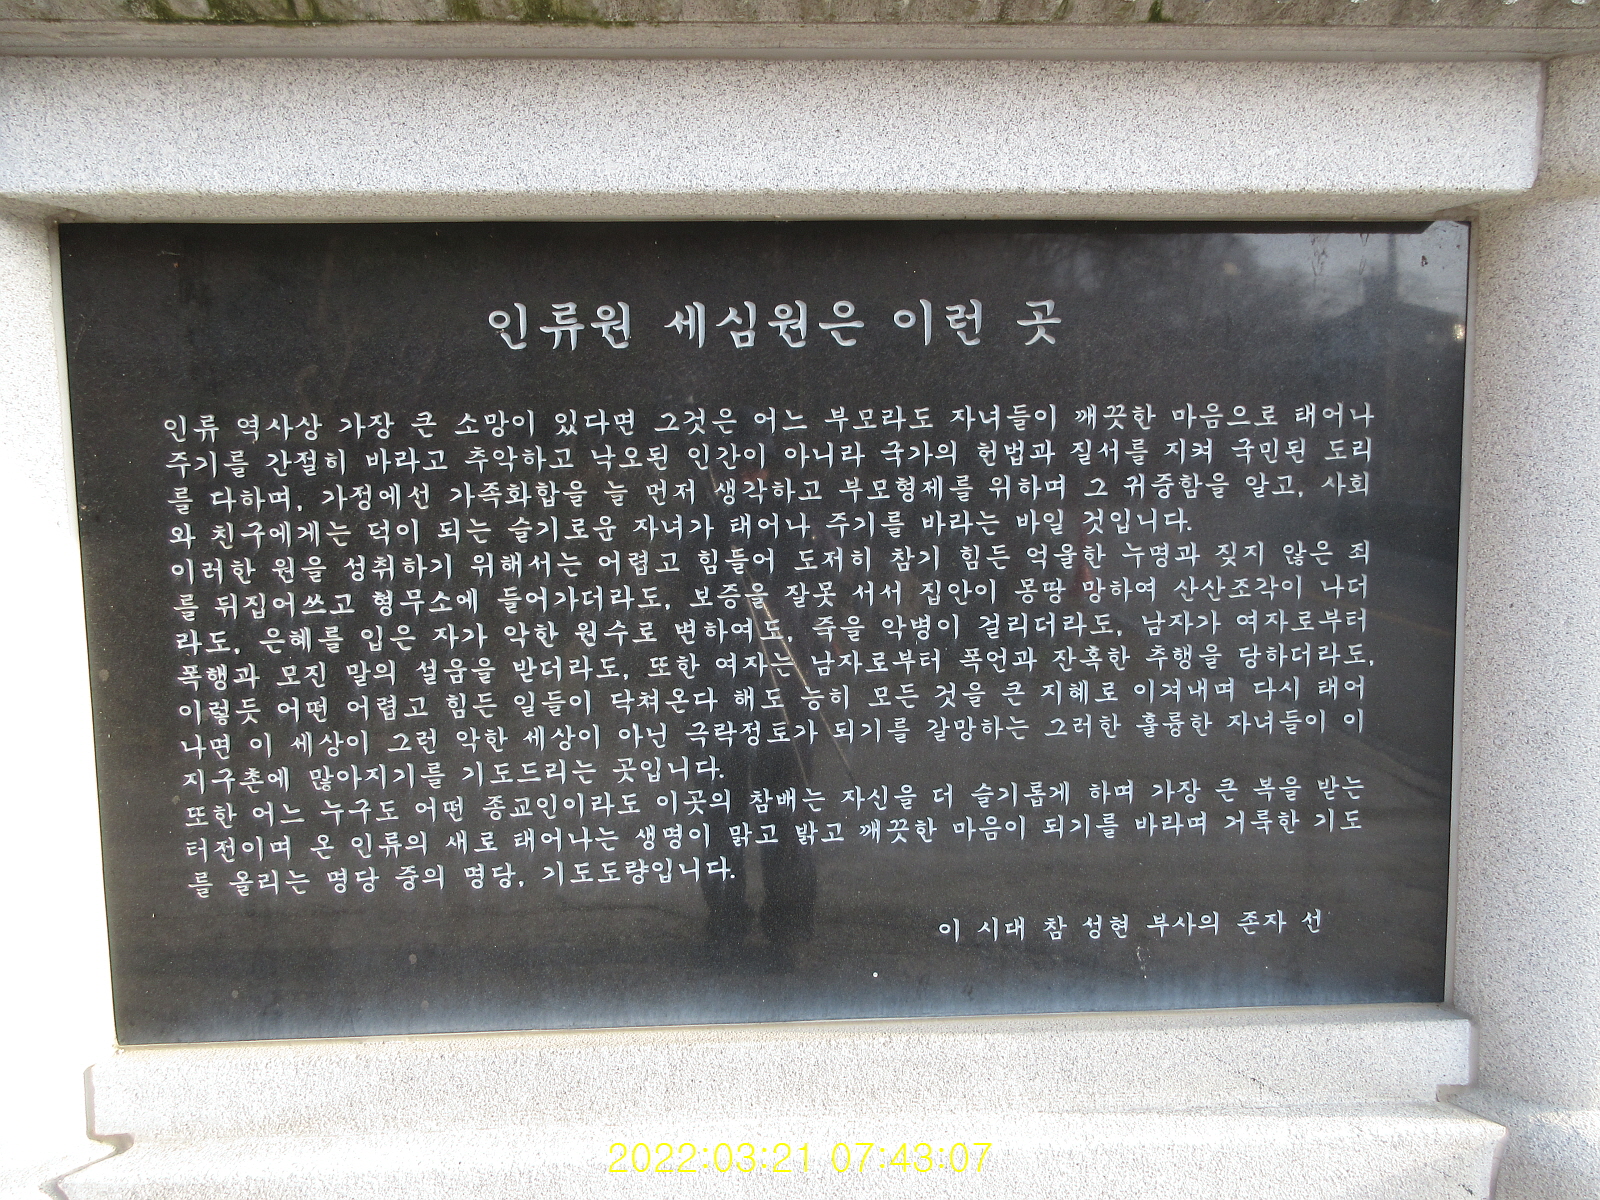 인류원 세심원은 이런 곳
인류 역사상 가장 큰 소망이 있다면 그것은 어느 부모라도 자녀들이 깨끗한 마음으로 태어나
주기를 간절히 바라고 추악하고 낙오된 인간이 아니라 국가의 헌법과 질서를 지켜 국민된 도리
를 다하며, 가정에선 가족화합을 늘 먼저 생각하고 부모형제를 위하며 그 귀중함을 알고, 사회
와 친구에게는 덕이 되는 슬기로운 자녀가 태어나 주기를 바라는 바일 것입니다.
이러한 원을 성취하기 위해서는 어렵고 힘들어 도저히 참기 힘든 억울한 누명과 짖지 않은 죄
를 뒤집어쓰고 형무소에 들어가더라도, 보증을 잘못 서서 집안이 몽땅 망하여 산산조각이 나더
라도, 은혜를 입은 자가 악한 원수로 변하여도, 죽을 악병이 걸리더라도, 남자가 여자로부터
폭행과 모진 말의 설움을 받더라도, 또한 여자는 남자로부터 폭언과 잔혹한 추행을 당하더라도,
이렇듯 어떤 어렵고 힘든 일들이 닥쳐온다 해도 능히 모든 것을 큰 지혜로 이겨내며 다시 태어
나면 이 세상이 그런 악한 세상이 아닌 극락정토가 되기를 갈망하는 그러한 훌륭한 자녀들이 이
지구촌에 많아지기를 기도드리는 곳입니다.
또한 어느 누구도 어떤 종교인이라도 이곳의 참배는 자신을 더 슬기롭게 하며 가장 큰 복을 받는
터전이며 온 인류의 새로 태어나는 생명이 맑고 밝고 깨끗한 마음이 되기를 바라며 거룩한 기도
를 올리는 명당 중의 명당, 기도도량입니다.
이 시대 참 성현 부사의 존자 선
2022:03:21 07:43:07